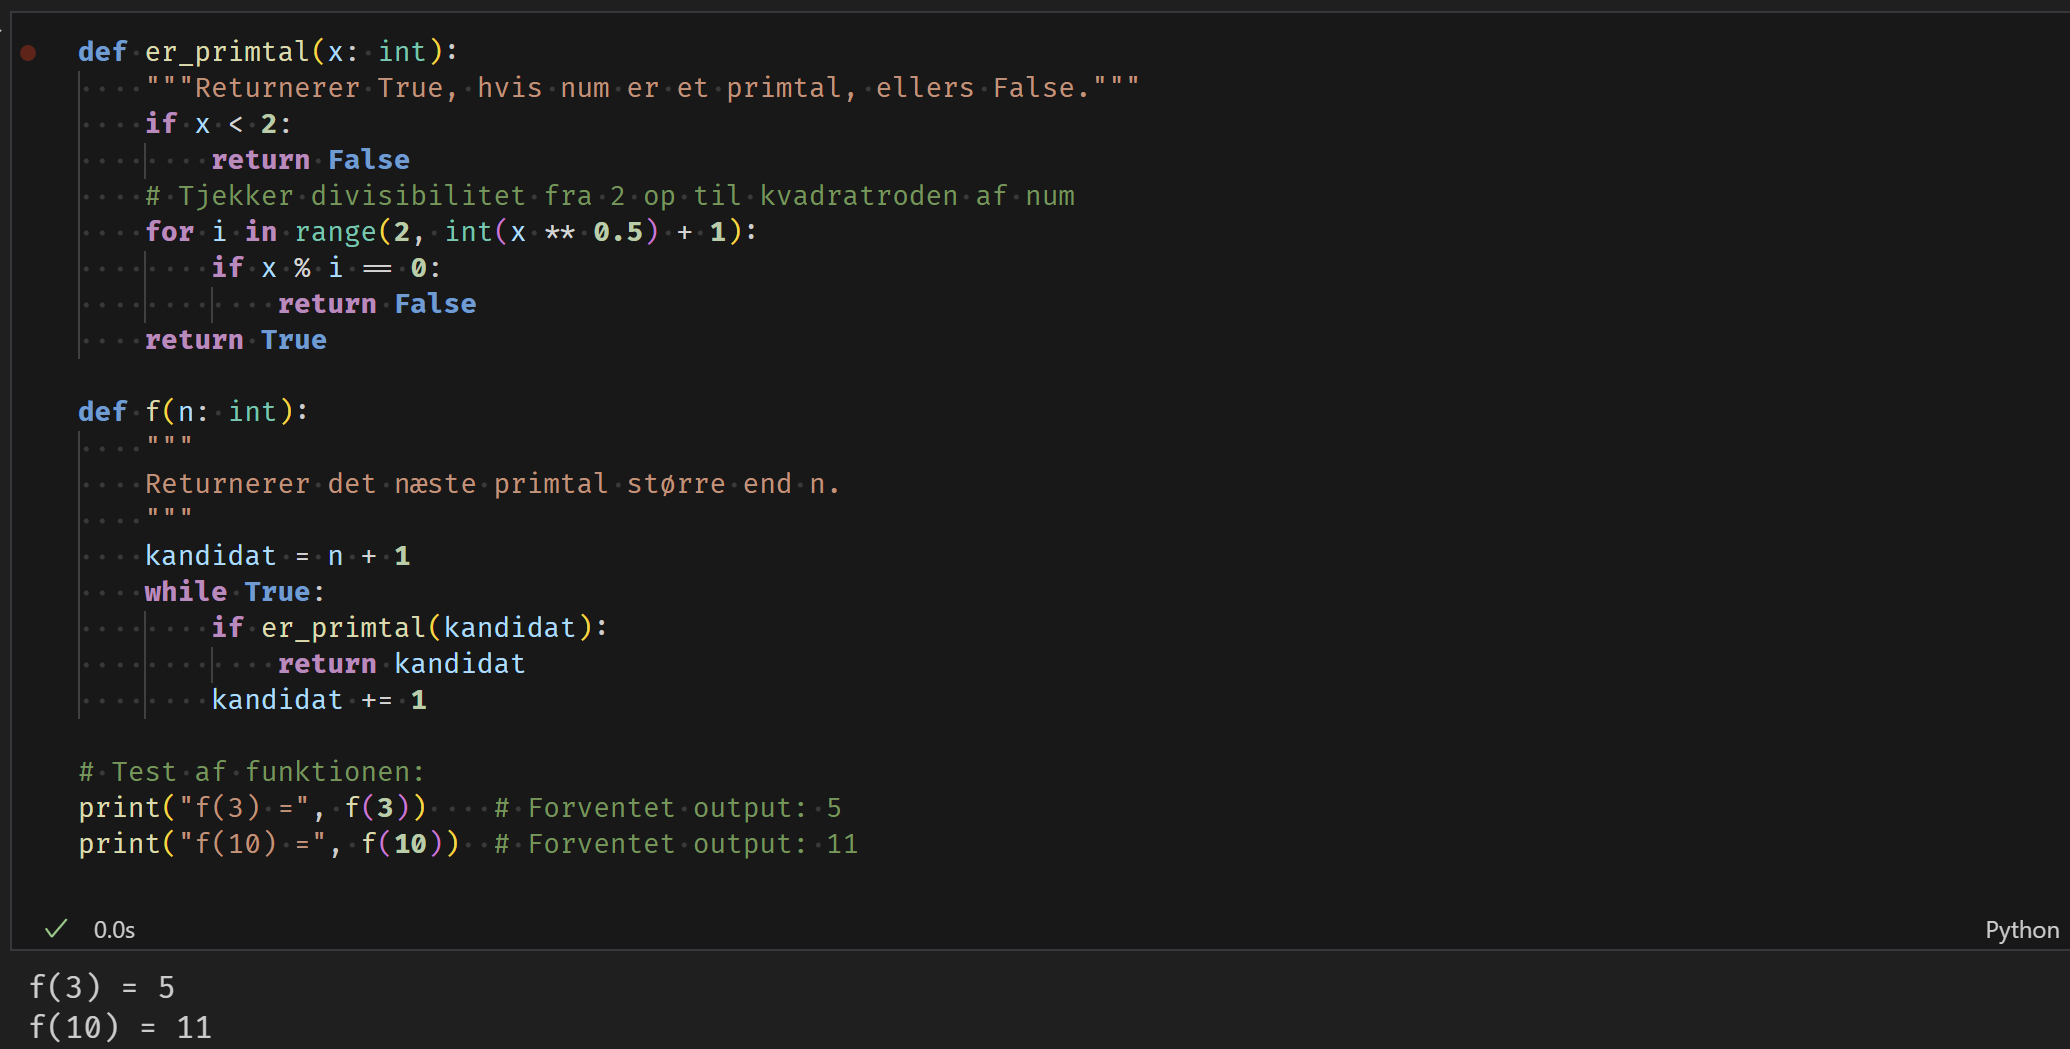 def er_primtal(x: int):
    """Returnerer True, hvis num er et primtal, ellers False."""
    if x < 2:
        return False
    # Tjekker divisibilitet fra 2 op til kvadratroden af num
    for i in range(2, int(x ** 0.5) + 1):
        if x % i == 0:
            return False
    return True

def f(n: int):
    """
    Returnerer det næste primtal større end n.
    """
    kandidat = n + 1
    while True:
        if er_primtal(kandidat):
            return kandidat
        kandidat += 1

# Test af funktionen:
print("f(3) =", f(3))    # Forventet output: 5
print("f(10) =", f(10))  # Forventet output: 11
0.0s
Python
f(3) = 5
f(10) = 11